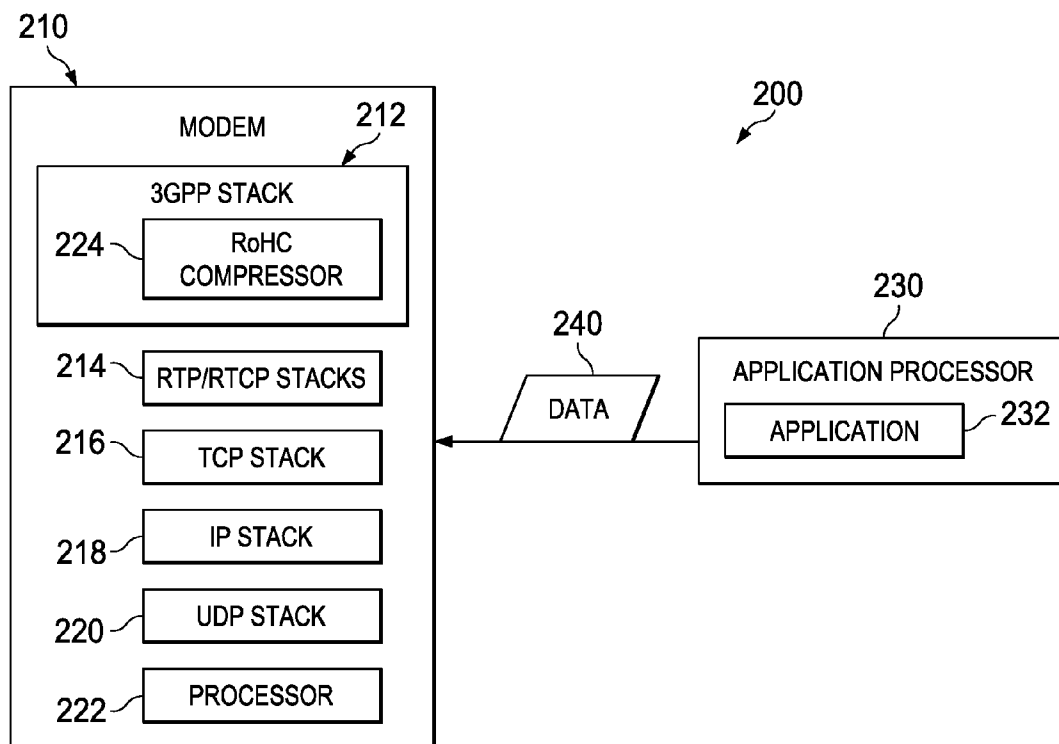 210
MODEM
212
3GPP STACK
224
RoHC
COMPRESSOR
214
RTP/RTCP STACKS
216
TCP STACK
218
IP STACK
220
UDP STACK
222
PROCESSOR
200
240
DATA
230
APPLICATION PROCESSOR
APPLICATION
232